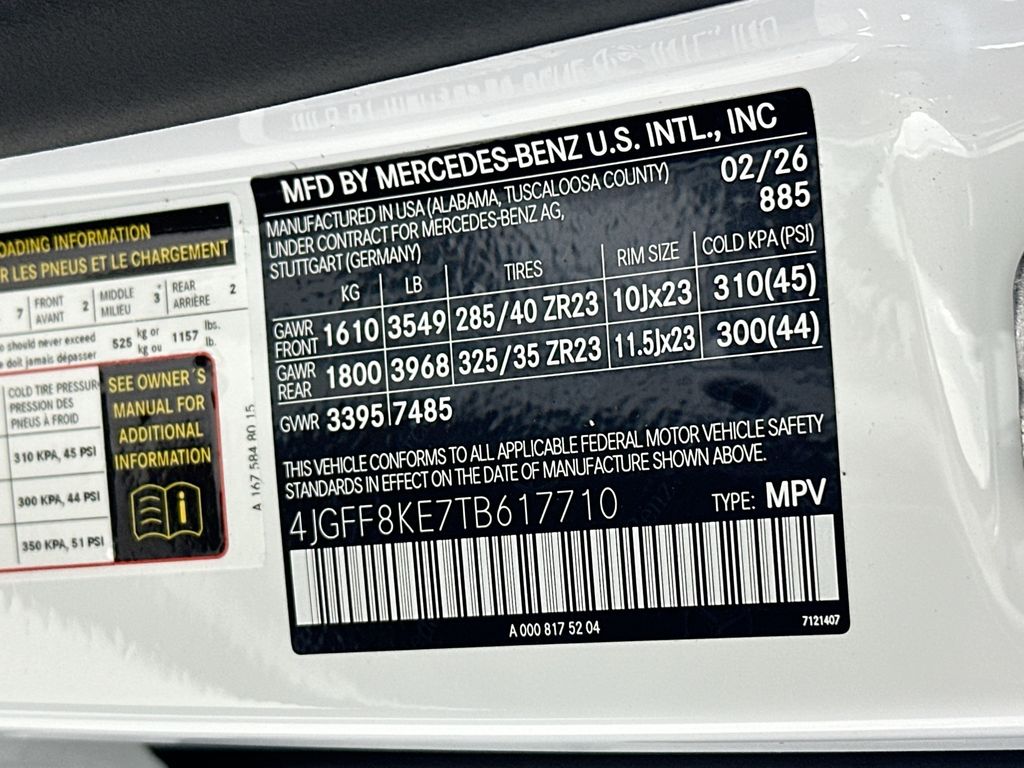 MFD BY MERCEDES-BENZ U.S. INTL., INC
MANUFACTURED IN USA (ALABAMA, TUSCALOOSA COUNTY)
UNDER CONTRACT FOR MERCEDES-BENZ AG,
STUTTGART (GERMANY)
02/26
885
KG LB TIRES RIM SIZE COLD KPA (PSI)
GAWR FRONT 1610 3549 285/40 ZR23 10Jx23 310(45)
GAWR REAR 1800 3968 325/35 ZR23 11.5Jx23 300(44)
GVWR 3395 7485
THIS VEHICLE CONFORMS TO ALL APPLICABLE FEDERAL MOTOR VEHICLE SAFETY
STANDARDS IN EFFECT ON THE DATE OF MANUFACTURE SHOWN ABOVE.
4JGFF8KE7TB617710 TYPE: MPV
A 000 817 52 04
7121407
OADING INFORMATION
R LES PNEUS ET LE CHARGEMENT
7 FRONT AVANT 2 MIDDLE MILIEU 3 REAR ARRIÈRE 2
should never exceed 525 kg or 1157 lbs.
doit jamais dépasser kg ou lb.
COLD TIRE PRESSUR
PRESSION DES
PNEUS À FROID
310 KPA, 45 PSI
300 KPA, 44 PSI
350 KPA, 51 PSI
SEE OWNER´S
MANUAL FOR
ADDITIONAL
INFORMATION
i
A 167 584 80 15